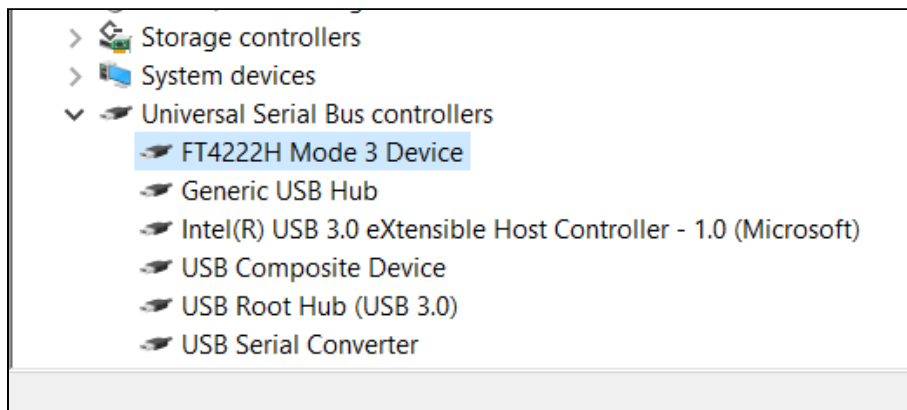 Storage controllers
System devices
Universal Serial Bus controllers
FT4222H Mode 3 Device
Generic USB Hub
Intel(R) USB 3.0 eXtensible Host Controller - 1.0 (Microsoft)
USB Composite Device
USB Root Hub (USB 3.0)
USB Serial Converter